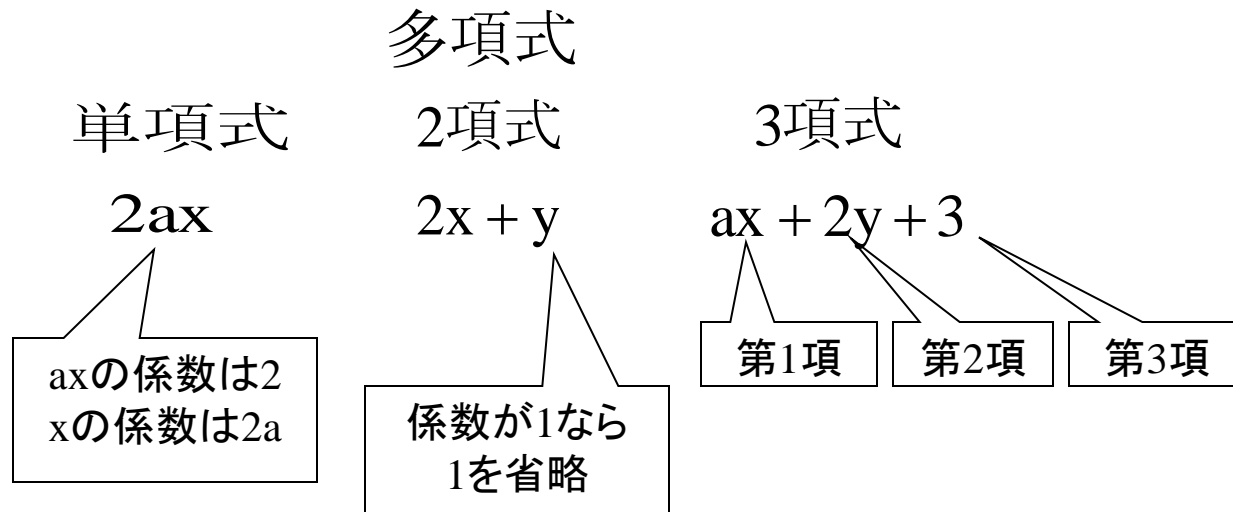 多項式
単項式
2項式
3項式
2ax
2x + y
ax + 2y + 3
axの係数は2
xの係数は2a
係数が1なら
1を省略
第1項
第2項
第3項